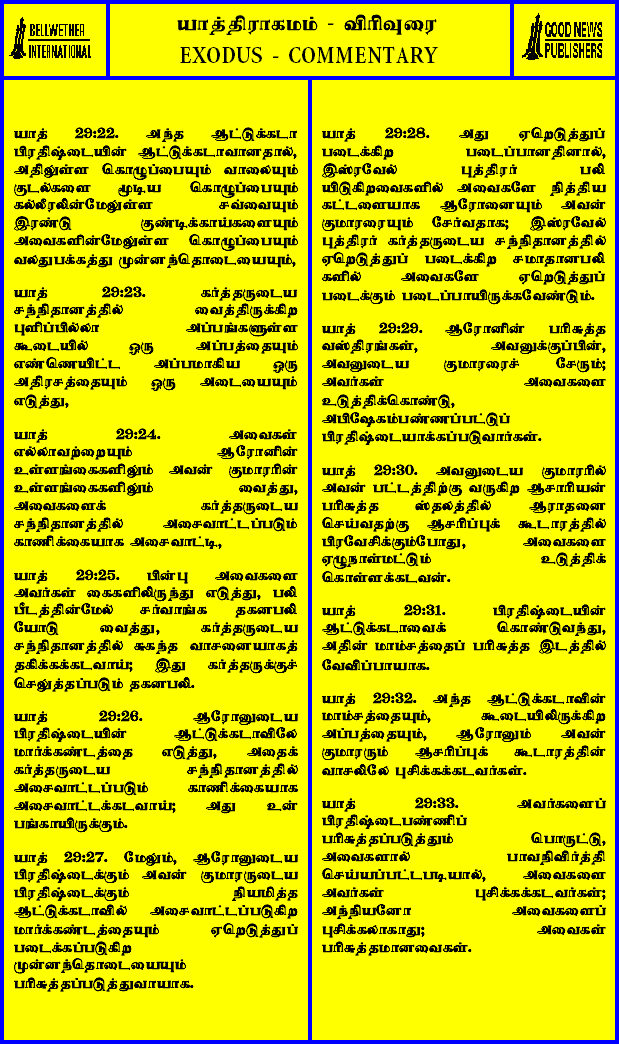 BELLWETHER
INTERNATIONAL
யாத்திராகமம் - விரிவுரை
EXODUS - COMMENTARY
GOOD NEWS
PUBLISHERS
யாத் 29:22. அந்த ஆட்டுக்கடா
பிரதிஷ்டையின் ஆட்டுக்கடாவானதால்,
அதிலுள்ள கொழுப்பையும் வாலையும்
குடல்களை மூடிய கொழுப்பையும்
கல்லீரலின்மேலுள்ள சவ்வையும்
இரண்டு குண்டிக்காய்களையும்
அவைகளின்மேலுள்ள கொழுப்பையும்
வலதுபக்கத்து முன்னந்தொடையையும்,
யாத் 29:23. கர்த்தருடைய
சந்நிதானத்தில் வைத்திருக்கிற
புளிப்பில்லா அப்பங்களுள்ள
கூடையில் ஒரு அப்பத்தையும்
எண்ணெயிட்ட அப்பமாகிய ஒரு
அதிரசத்தையும் ஒரு அடையையும்
எடுத்து,
யாத் 29:24. அவைகள்
எல்லாவற்றையும் ஆரோனின்
உள்ளங்கைகளிலும் அவன் குமாரரின்
உள்ளங்கைகளிலும் வைத்து,
அவைகளைக் கர்த்தருடைய
சந்நிதானத்தில் அசைவாட்டப்படும்
காணிக்கையாக அசைவாட்டி,
யாத் 29:25. பின்பு அவைகளை
அவர்கள் கைகளிலிருந்து எடுத்து, பலி
பீடத்தின்மேல் சர்வாங்க தகனபலி
யோடு வைத்து, கர்த்தருடைய
சந்நிதானத்தில் சுகந்த வாசனையாகத்
தகிக்கக்கடவாய்; இது கர்த்தருக்குச்
செலுத்தப்படும் தகனபலி.
யாத் 29:26. ஆரோனுடைய
பிரதிஷ்டையின் ஆட்டுக்கடாவிலே
மார்க்கண்டத்தை எடுத்து, அதைக்
கர்த்தருடைய சந்நிதானத்தில்
அசைவாட்டப்படும் காணிக்கையாக
அசைவாட்டக்கடவாய்; அது உன்
பங்காயிருக்கும்.
யாத் 29:27. மேலும், ஆரோனுடைய
பிரதிஷ்டைக்கும் அவன் குமாரருடைய
பிரதிஷ்டைக்கும் நியமித்த
ஆட்டுக்கடாவில் அசைவாட்டப்படுகிற
மார்க்கண்டத்தையும் ஏறெடுத்துப்
படைக்கப்படுகிற
முன்னந்தொடையையும்
பரிசுத்தப்படுத்துவாயாக.
யாத் 29:28. அது ஏறெடுத்துப்
படைக்கிற படைப்பானதினால்,
இஸ்ரவேல் புத்திரர் பலி
யிடுகிறவைகளில் அவைகளே நித்திய
கட்டளையாக ஆரோனையும் அவன்
குமாரரையும் சேர்வதாக; இஸ்ரவேல்
புத்திரர் கர்த்தருடைய சந்நிதானத்தில்
ஏறெடுத்துப் படைக்கிற சமாதானபலி
களில் அவைகளே ஏறெடுத்துப்
படைக்கும் படைப்பாயிருக்கவேண்டும்.
யாத் 29:29. ஆரோனின் பரிசுத்த
வஸ்திரங்கள், அவனுக்குப்பின்,
அவனுடைய குமாரரைச் சேரும்;
அவர்கள் அவைகளை
உடுத்திக்கொண்டு,
அபிஷேகம்பண்ணப்பட்டுப்
பிரதிஷ்டையாக்கப்படுவார்கள்.
யாத் 29:30. அவனுடைய குமாரரில்
அவன் பட்டத்திற்கு வருகிற ஆசாரியன்
பரிசுத்த ஸ்தலத்தில் ஆராதனை
செய்வதற்கு ஆசரிப்புக் கூடாரத்தில்
பிரவேசிக்கும்போது, அவைகளை
ஏழுநாள்மட்டும் உடுத்திக்
கொள்ளக்கடவன்.
யாத் 29:31. பிரதிஷ்டையின்
ஆட்டுக்கடாவைக் கொண்டுவந்து,
அதின் மாம்சத்தைப் பரிசுத்த இடத்தில்
வேவிப்பாயாக.
யாத் 29:32. அந்த ஆட்டுக்கடாவின்
மாம்சத்தையும், கூடையிலிருக்கிற
அப்பத்தையும், ஆரோனும் அவன்
குமாரரும் ஆசரிப்புக் கூடாரத்தின்
வாசலிலே புசிக்கக்கடவர்கள்.
யாத் 29:33. அவர்களைப்
பிரதிஷ்டைபண்ணிப்
பரிசுத்தப்படுத்தும் பொருட்டு,
அவைகளால் பாவநிவிர்த்தி
செய்யப்பட்டபடியால், அவைகளை
அவர்கள் புசிக்கக்கடவர்கள்;
அந்நியனோ அவைகளைப்
புசிக்கலாகாது; அவைகள்
பரிசுத்தமானவைகள்.